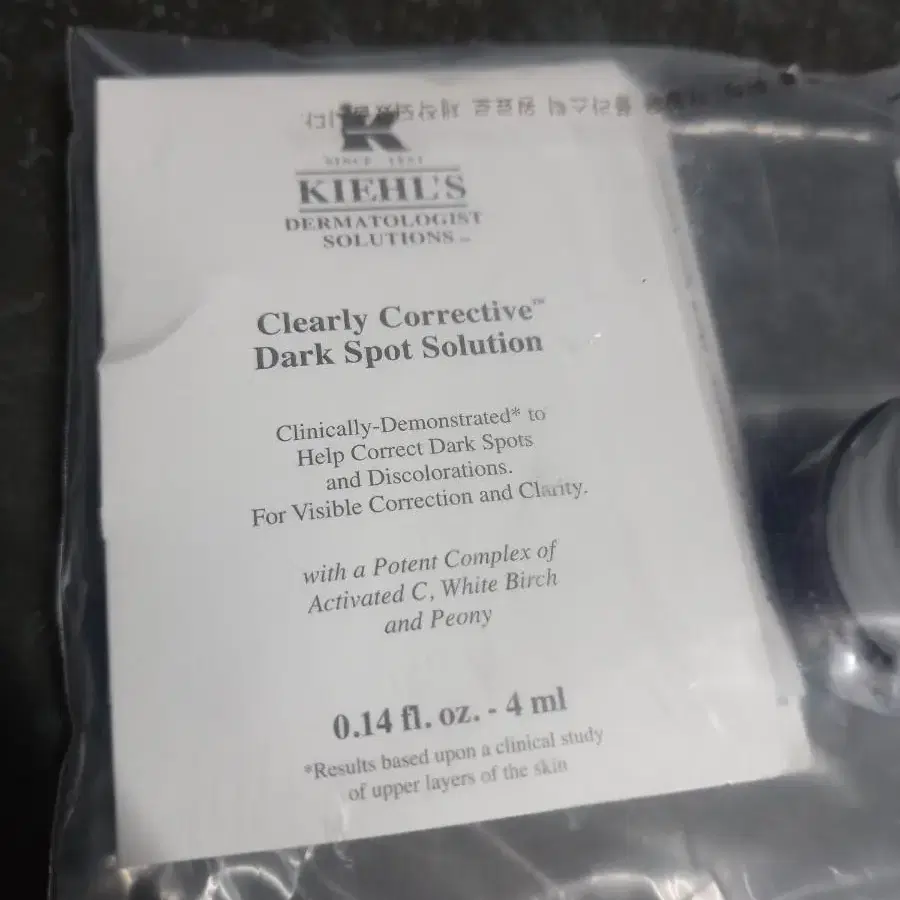 K
SINCE 1851
KIEHL'S
DERMATOLOGIST
SOLUTIONS™
Clearly Corrective™
Dark Spot Solution
Clinically-Demonstrated* to
Help Correct Dark Spots
and Discolorations.
For Visible Correction and Clarity.
with a Potent Complex of
Activated C, White Birch
and Peony
0.14 fl. oz. - 4 ml
*Results based upon a clinical study
of upper layers of the skin